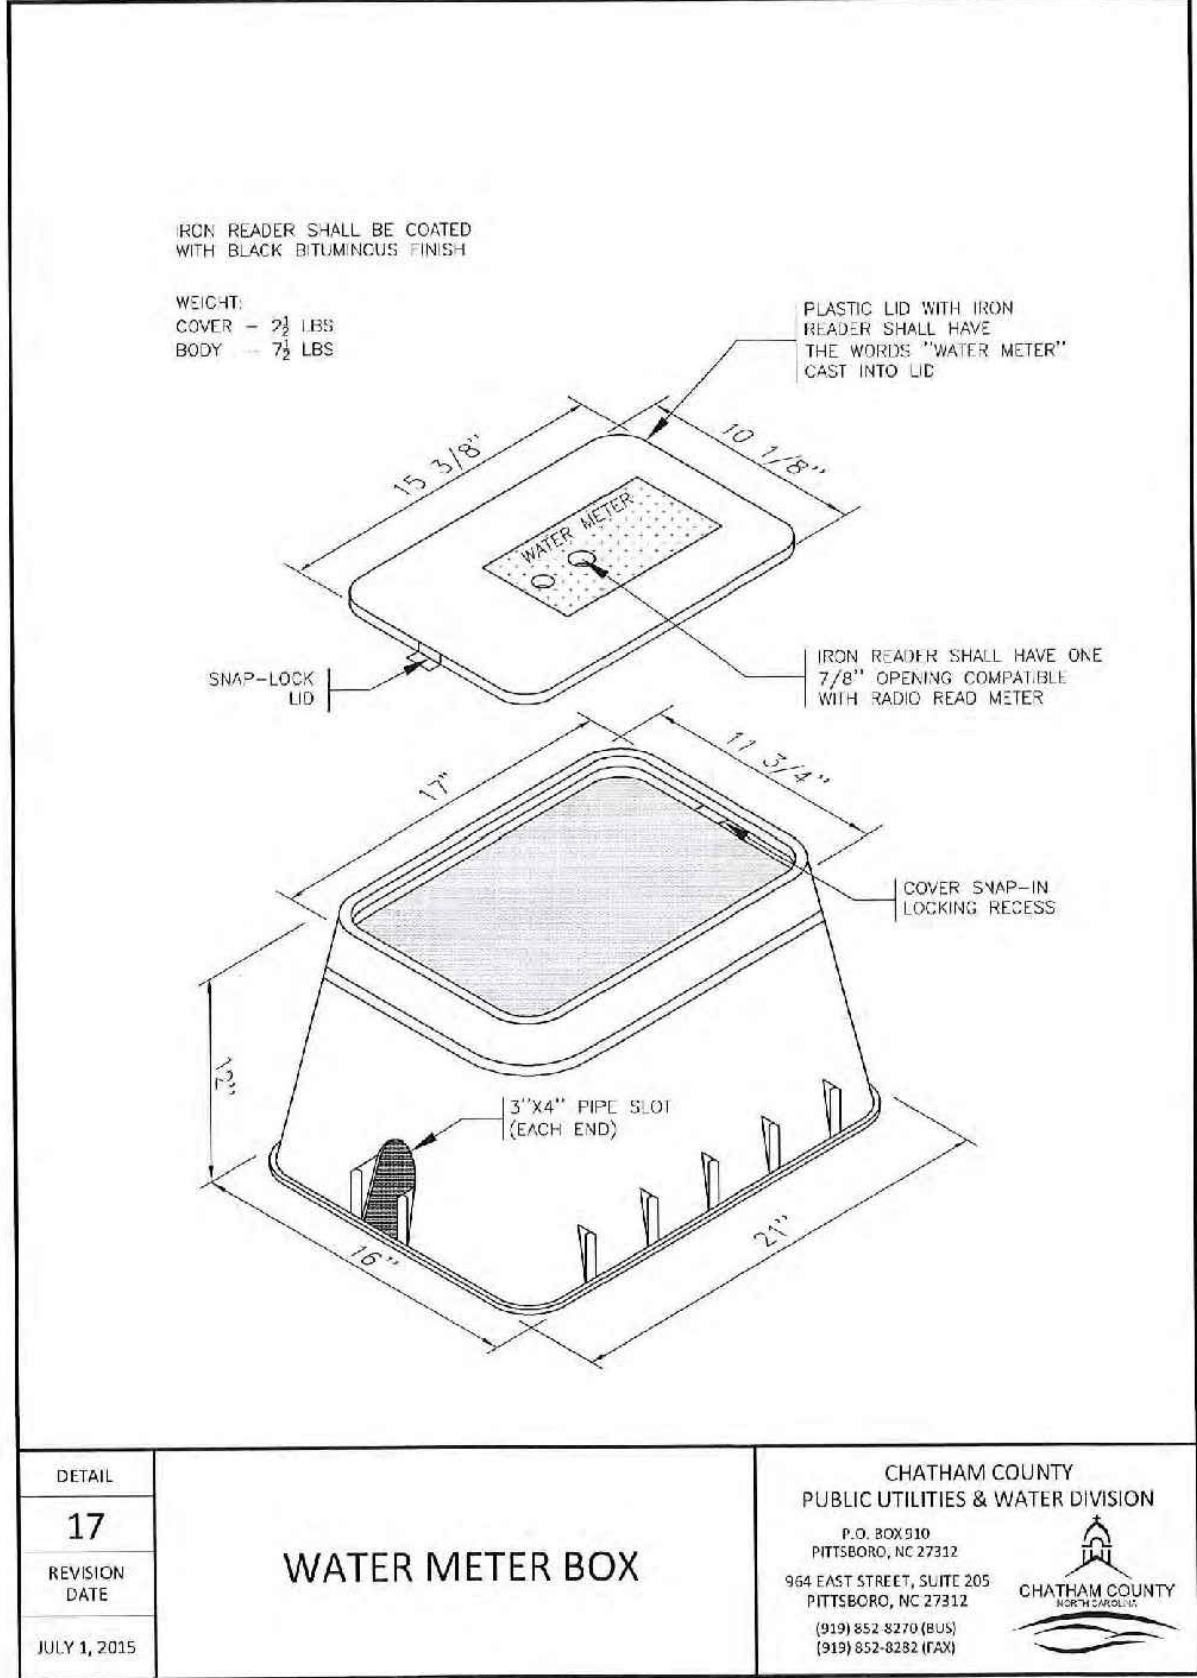 IRON READER SHALL BE COATED
WITH BLACK BITUMINOUS FINISH
WEIGHT:
COVER - 2½ LBS
BODY - 7½ LBS
PLASTIC LID WITH IRON
READER SHALL HAVE
THE WORDS "WATER METER"
CAST INTO LID
15 3/8"
10 1/8"
WATER METER
SNAP-LOCK
LID
IRON READER SHALL HAVE ONE
7/8" OPENING COMPATIBLE
WITH RADIO READ METER
17"
11 3/4"
COVER SNAP-IN
LOCKING RECESS
12"
3"X4" PIPE SLOT
(EACH END)
16"
21"
DETAIL
17
REVISION
DATE
JULY 1, 2015
WATER METER BOX
CHATHAM COUNTY
PUBLIC UTILITIES & WATER DIVISION
P.O. BOX 910
PITTSBORO, NC 27312
964 EAST STREET, SUITE 205
PITTSBORO, NC 27312
(919) 852-8270 (BUS)
(919) 852-8282 (FAX)
CHATHAM COUNTY
NORTH CAROLINA